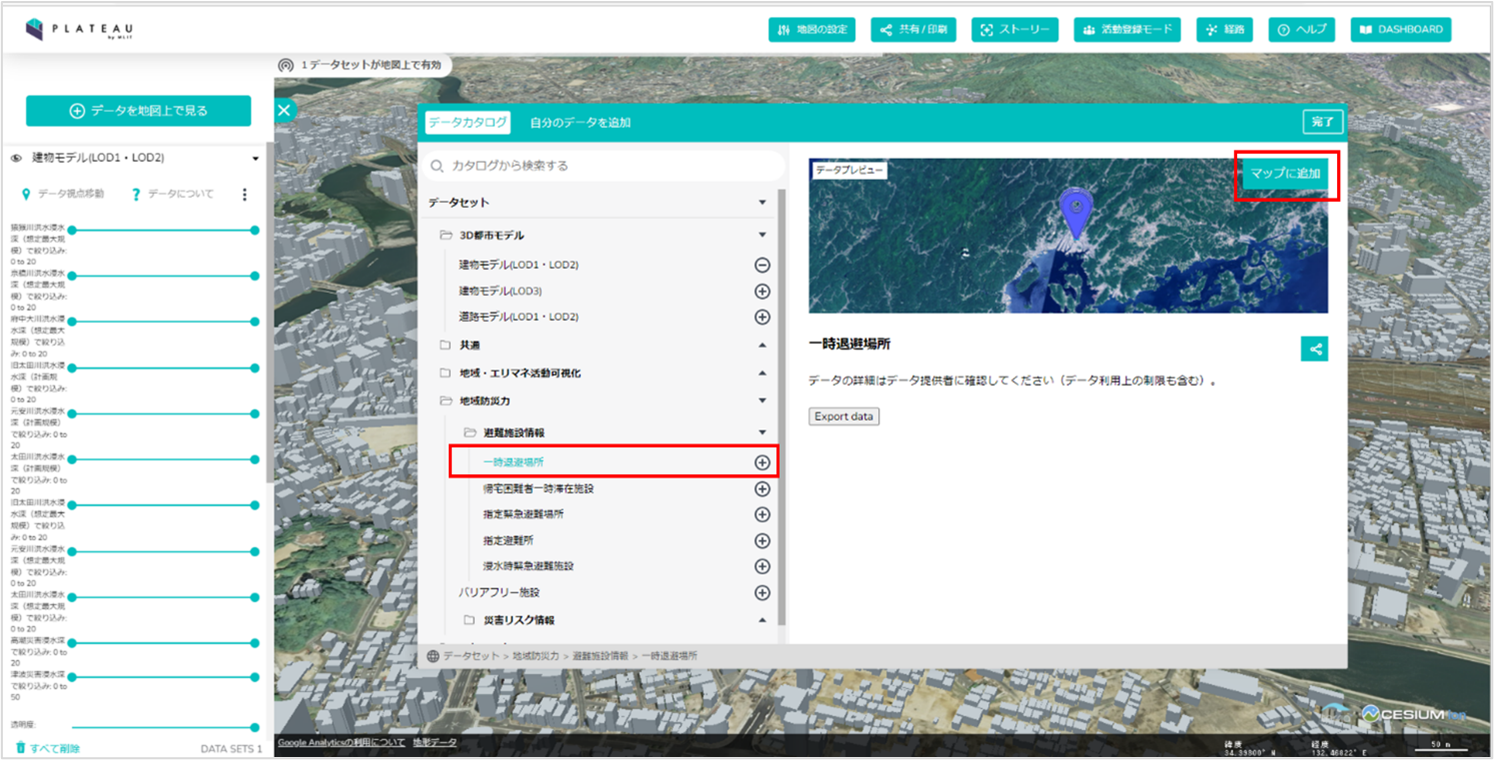 PLATEAU
by MLIT
地図の設定
共有 / 印刷
ストーリー
活動登録モード
経路
ヘルプ
DASHBOARD
1 データセットが地図上で有効
データを地図上で見る
建物モデル(LOD1・LOD2)
データ視点移動
データについて
猿猴川洪水浸水
深（想定最大規
模）で絞り込み:
0 to 20
京橋川洪水浸水
深（想定最大規
模）で絞り込み:
0 to 20
府中大川洪水浸
水深（想定最大
規模）で絞り込
み: 0 to 20
旧太田川洪水浸
水深（計画規
模）で絞り込み:
0 to 20
元安川洪水浸水
深（計画規模）
で絞り込み: 0 to
20
太田川洪水浸水
深（計画規模）
で絞り込み: 0 to
20
旧太田川洪水浸
水深（想定最大
規模）で絞り込
み: 0 to 20
元安川洪水浸水
深（想定最大規
模）で絞り込み:
0 to 20
太田川洪水浸水
深（想定最大規
模）で絞り込み:
0 to 20
高潮災害浸水深
で絞り込み: 0 to
20
津波災害浸水深
で絞り込み: 0 to
50
透明度:
すべて削除
DATA SETS 1
データカタログ
自分のデータを追加
完了
カタログから検索する
データセット
3D都市モデル
建物モデル(LOD1・LOD2)
建物モデル(LOD3)
道路モデル(LOD1・LOD2)
共通
地域・エリマネ活動可視化
地域防災力
避難施設情報
一時退避場所
帰宅困難者一時滞在施設
指定緊急避難場所
指定避難所
浸水時緊急避難施設
バリアフリー施設
災害リスク情報
データセット > 地域防災力 > 避難施設情報 > 一時退避場所
データプレビュー
マップに追加
一時退避場所
データの詳細はデータ提供者に確認してください（データ利用上の制限も含む）。
Export data
Google Analyticsの利用について
地形データ
CESIUM ion
緯度
経度
132.46822° E
50 m